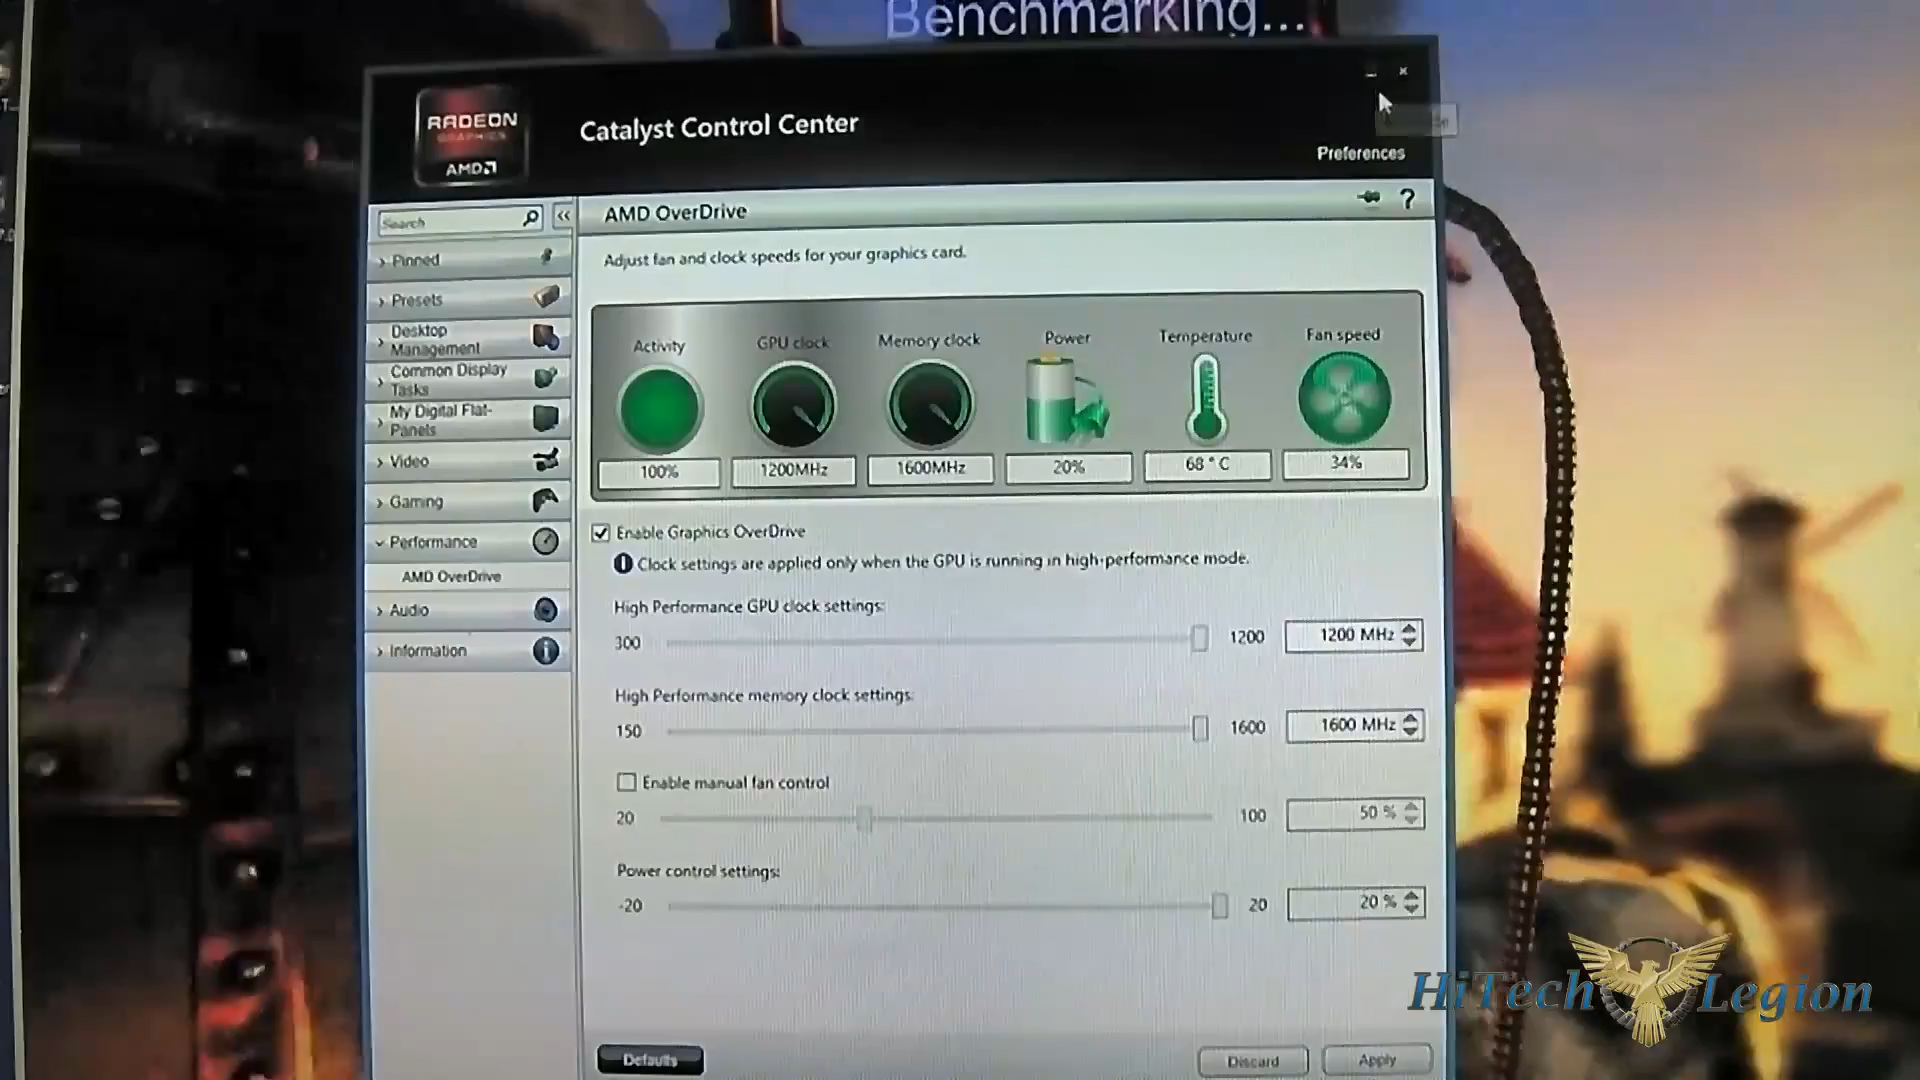 Benchmarking...
RADEON
GRAPHICS
AMD
Catalyst Control Center
Preferences
Search
<<
AMD OverDrive
?
Pinned
Presets
Desktop
Management
Common Display
Tasks
My Digital Flat-
Panels
Video
Gaming
Performance
AMD OverDrive
Audio
Information
Adjust fan and clock speeds for your graphics card.
Activity
GPU clock
Memory clock
Power
Temperature
Fan speed
100%
1200MHz
1600MHz
20%
68 ° C
34%
Enable Graphics OverDrive
Clock settings are applied only when the GPU is running in high-performance mode.
High Performance GPU clock settings:
300
1200
1200 MHz
High Performance memory clock settings:
150
1600
1600 MHz
Enable manual fan control
20
100
50 %
Power control settings:
-20
20
20 %
Defaults
Discard
Apply
HiTech Legion